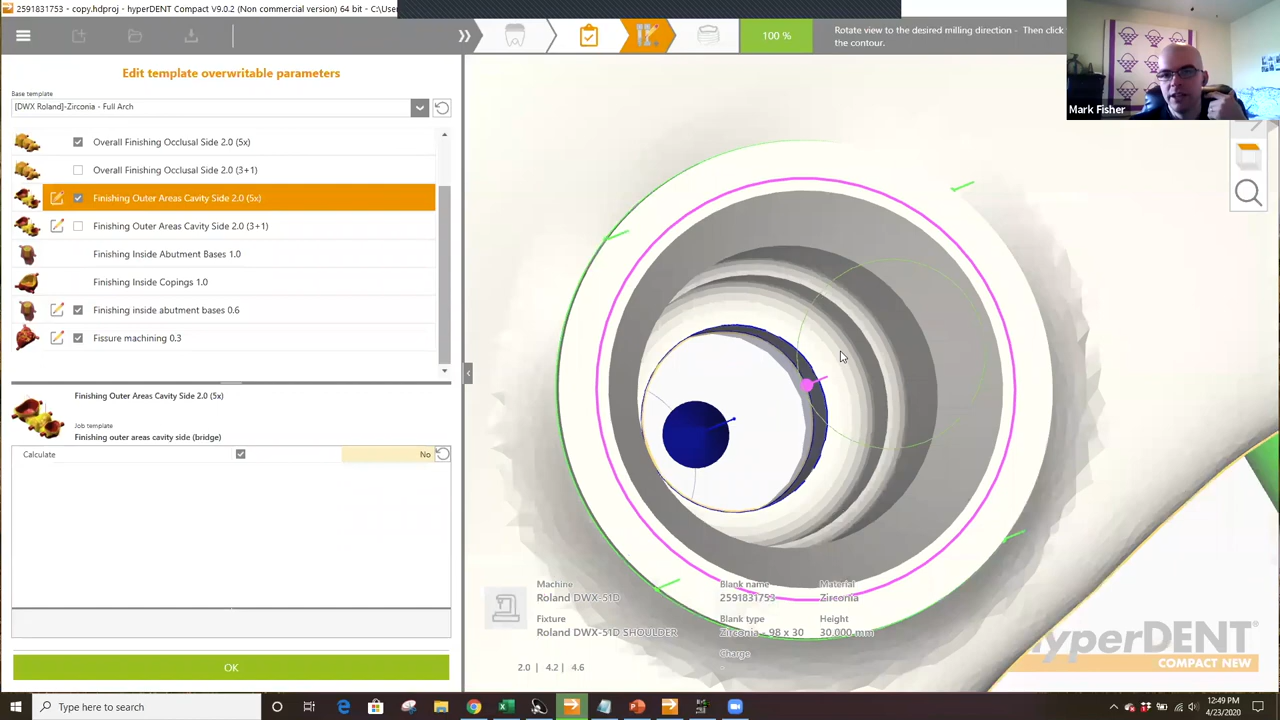 2591831753 - copy.hdproj - hyperDENT Compact V9.0.2 (Non commercial version) 64 bit - C:\User
100 %
Rotate view to the desired milling direction - Then click
the contour.
Mark Fisher
Edit template overwritable parameters
Base template
[DWX Roland]-Zirconia - Full Arch
Overall Finishing Occlusal Side 2.0 (5x)
Overall Finishing Occlusal Side 2.0 (3+1)
Finishing Outer Areas Cavity Side 2.0 (5x)
Finishing Outer Areas Cavity Side 2.0 (3+1)
Finishing Inside Abutment Bases 1.0
Finishing Inside Copings 1.0
Finishing inside abutment bases 0.6
Fissure machining 0.3
Finishing Outer Areas Cavity Side 2.0 (5x)
Job template
Finishing outer areas cavity side (bridge)
Calculate No
OK
Machine
Roland DWX-51D
Fixture
Roland DWX-51D SHOULDER
Blank name
2591831753
Blank type
Zirconia - 98 x 30
Charge
-
Material
Zirconia
Height
30.000 mm
2.0 | 4.2 | 4.6
hyperDENT®
COMPACT NEW
Type here to search
12:49 PM
4/23/2020